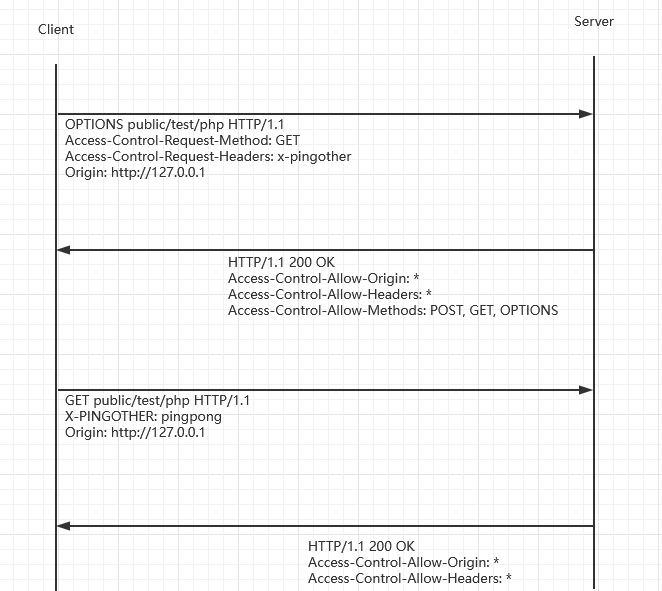 Client
Server
OPTIONS public/test/php HTTP/1.1
Access-Control-Request-Method: GET
Access-Control-Request-Headers: x-pingother
Origin: http://127.0.0.1
HTTP/1.1 200 OK
Access-Control-Allow-Origin: *
Access-Control-Allow-Headers: *
Access-Control-Allow-Methods: POST, GET, OPTIONS
GET public/test/php HTTP/1.1
X-PINGOTHER: pingpong
Origin: http://127.0.0.1
HTTP/1.1 200 OK
Access-Control-Allow-Origin: *
Access-Control-Allow-Headers: *